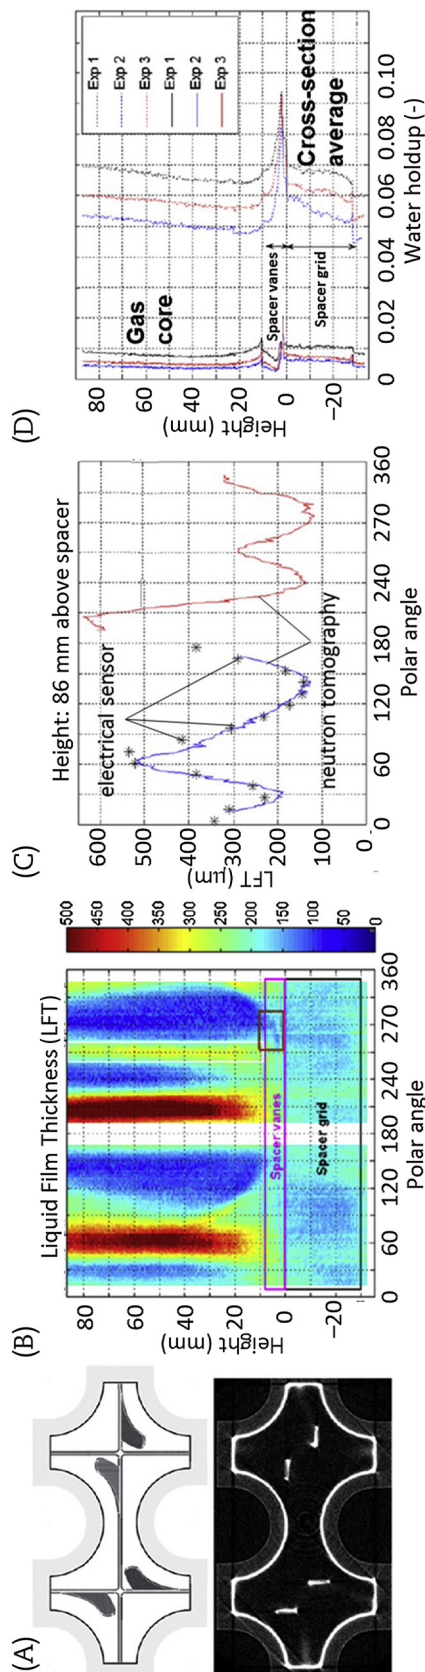 (A)
(B)
Liquid Film Thickness (LFT)
Height (mm)
80
60
40
20
0
−20
Spacer vanes
Spacer grid
0
60
120
180
240
270
360
Polar angle
500
450
400
350
300
250
200
150
100
50
0
(C)
Height: 86 mm above spacer
electrical sensor
neutron tomography
LFT (μm)
600
500
400
300
200
100
0
0
60
120
180
240
270
360
Polar angle
(D)
Gas
core
Cross-section
average
Spacer vanes
Spacer grid
Exp 1
Exp 2
Exp 3
Exp 1
Exp 2
Exp 3
Height (mm)
80
60
40
20
0
−20
0
0.02
0.04
0.06
0.08
0.10
Water holdup (-)